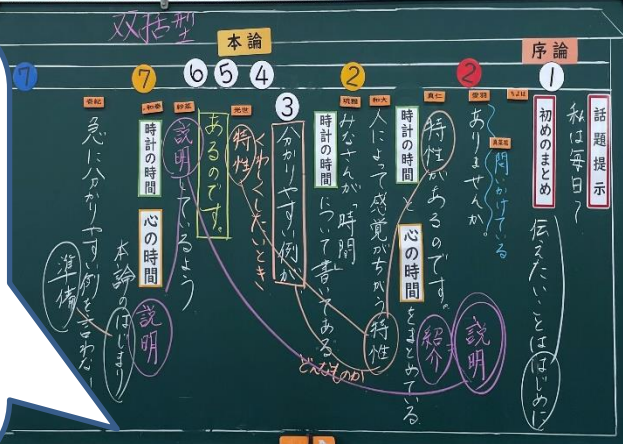 双括型
序論
本論
①
②
②
③
④
⑤
⑥
⑦
⑦
話題提示
私は毎日～
初めのまとめ
伝えたいことははじめに
ありませんか。
問いかけている
特性があるのです。
説明
紹介
時計の時間と心の時間をまとめている
人によって感覚がちがう特性
みなさんが「時間」
時計の時間について書いてある
どんなものか
分かりやすい例が
くわしくしたいとき
特性
あるのです。
説明しているよう
時計の時間
心の時間
説明
本論のはじまり
急に分かりやすい例を言わない
準備